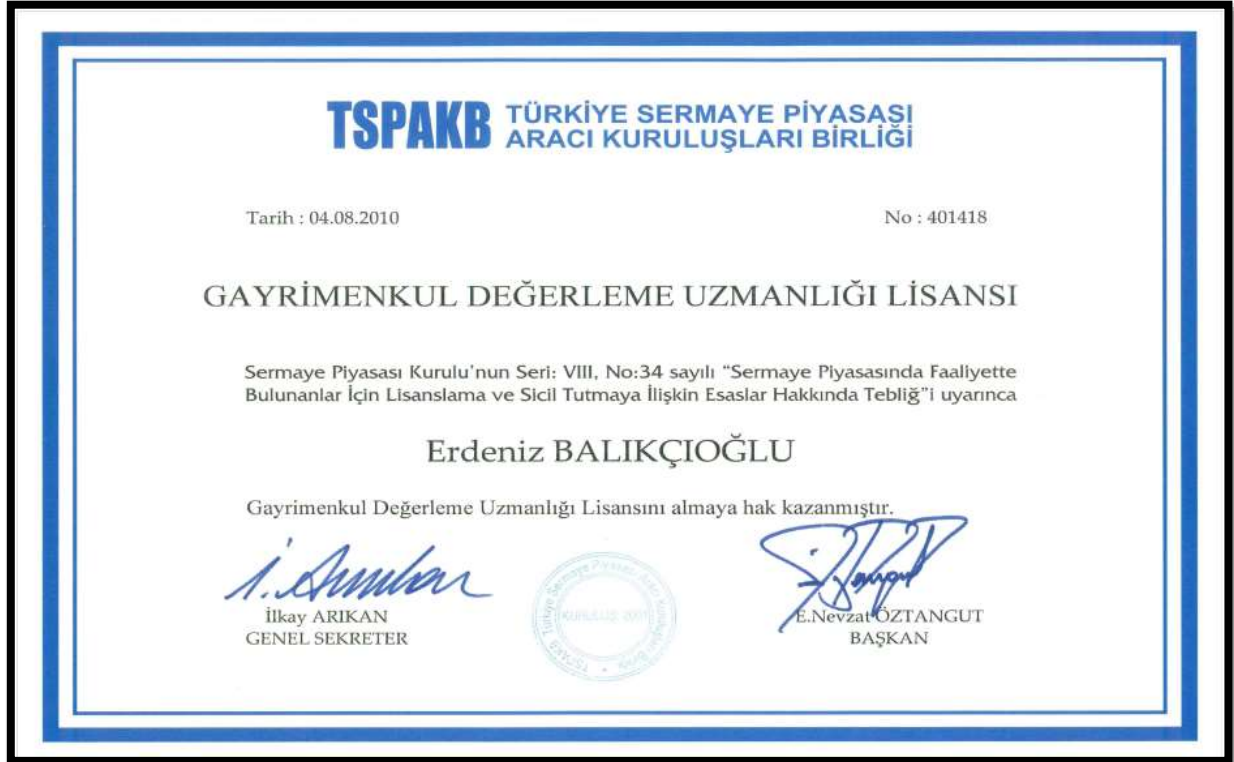 TSPAKB TÜRKİYE SERMAYE PİYASASI
ARACI KURULUŞLARI BİRLİĞİ
Tarih : 04.08.2010
No : 401418
GAYRİMENKUL DEĞERLEME UZMANLIĞI LİSANSI
Sermaye Piyasası Kurulu'nun Seri: VIII, No:34 sayılı “Sermaye Piyasasında Faaliyette
Bulunanlar İçin Lisanslama ve Sicil Tutmaya İlişkin Esaslar Hakkında Tebliğ”i uyarınca
Erdeniz BALIKÇIOĞLU
Gayrimenkul Değerleme Uzmanlığı Lisansını almaya hak kazanmıştır.
İlkay ARIKAN
GENEL SEKRETER
E.Nevzat ÖZTANGUT
BAŞKAN
KURULUŞ 2001